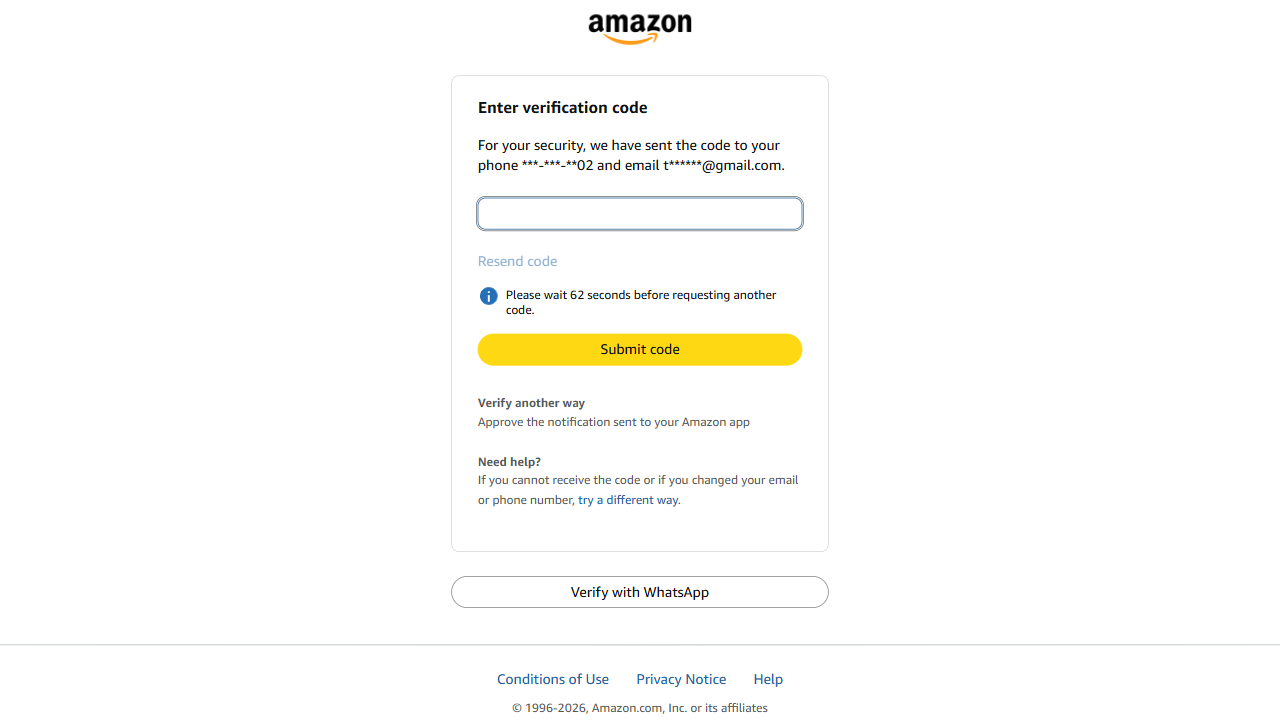 amazon
Enter verification code
For your security, we have sent the code to your
phone ***-***-**02 and email t******@gmail.com.
Resend code
Please wait 62 seconds before requesting another
code.
Submit code
Verify another way
Approve the notification sent to your Amazon app
Need help?
If you cannot receive the code or if you changed your email
or phone number, try a different way.
Verify with WhatsApp
Conditions of Use Privacy Notice Help
© 1996-2026, Amazon.com, Inc. or its affiliates